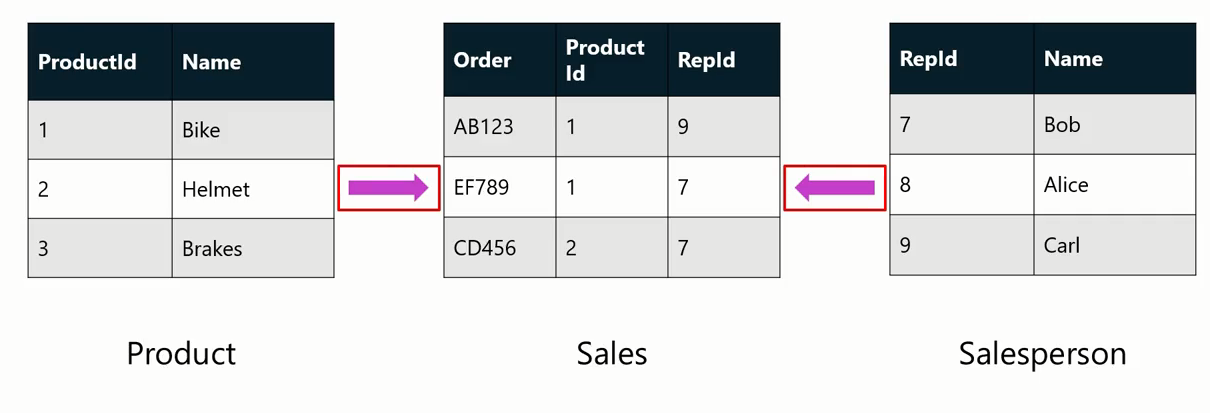 ProductId Name
1 Bike
2 Helmet
3 Brakes
Product
Order Product Id RepId
AB123 1 9
EF789 1 7
CD456 2 7
Sales
RepId Name
7 Bob
8 Alice
9 Carl
Salesperson